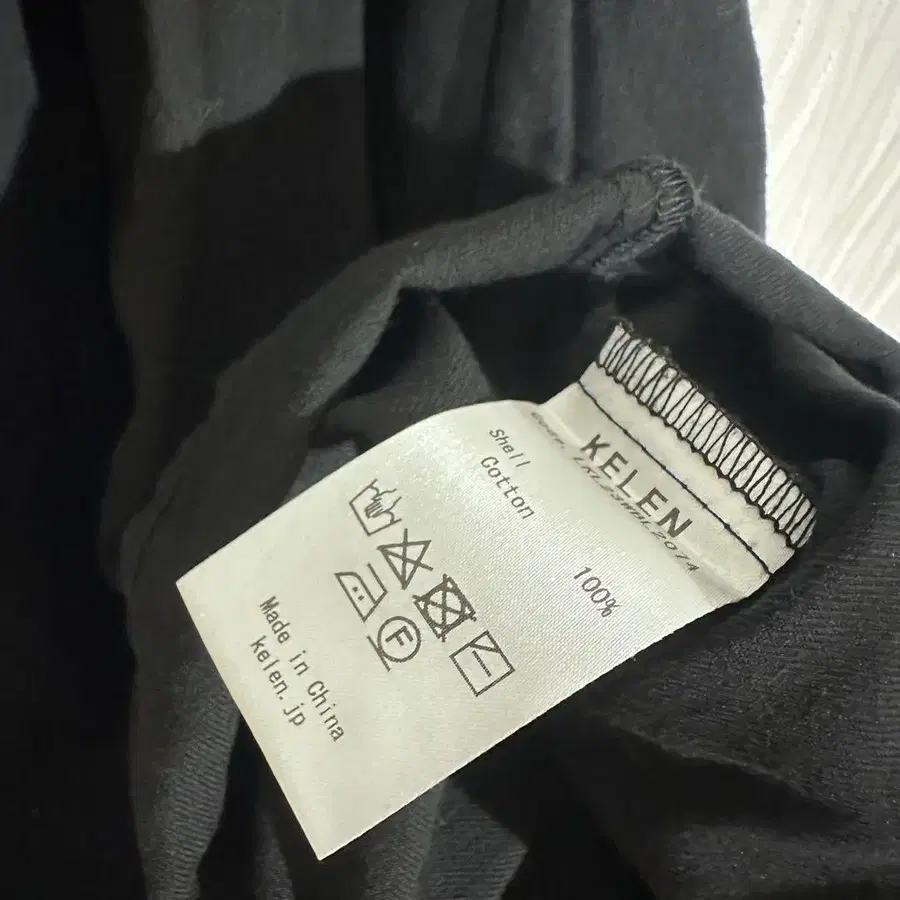 KELEN
Shell
Cotton 100%
F
Made in China
kelen.jp